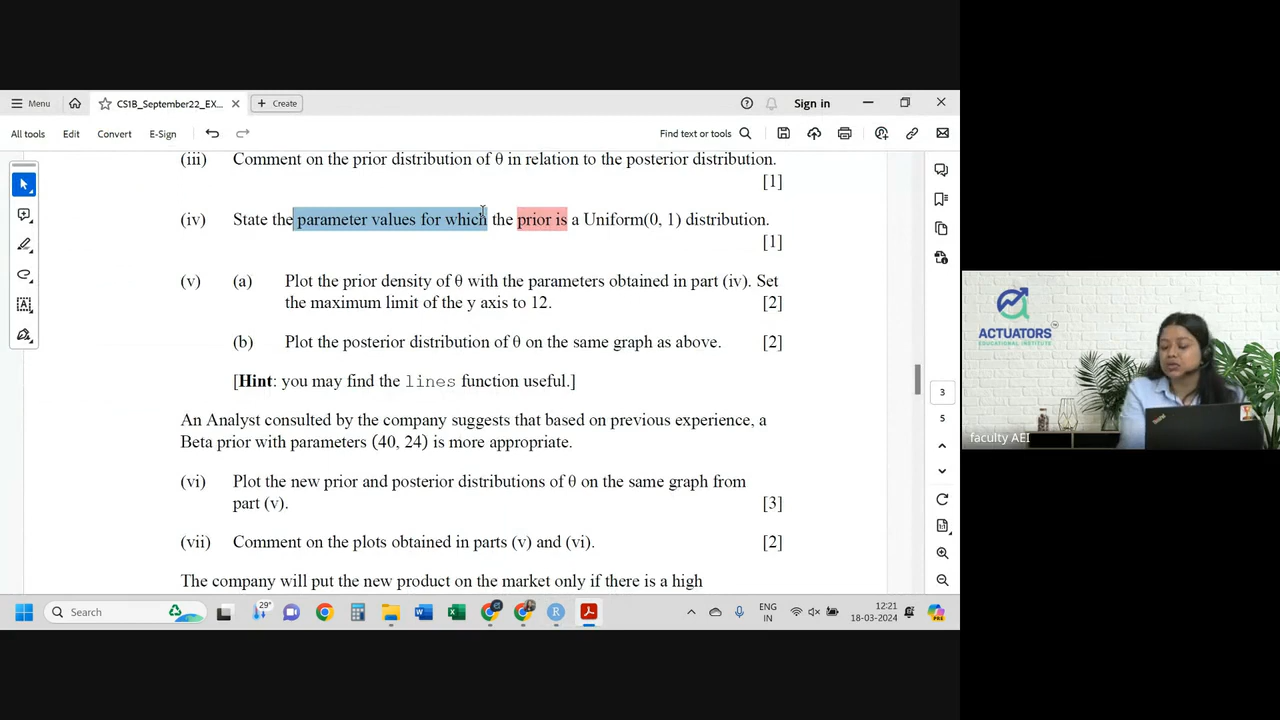 Menu
CS1B_September22_EX...
Create
Sign in
All tools
Edit
Convert
E-Sign
Find text or tools
(iii) Comment on the prior distribution of θ in relation to the posterior distribution.
[1]
(iv) State the parameter values for which the prior is a Uniform(0, 1) distribution.
[1]
(v) (a) Plot the prior density of θ with the parameters obtained in part (iv). Set
the maximum limit of the y axis to 12. [2]
(b) Plot the posterior distribution of θ on the same graph as above. [2]
[Hint: you may find the lines function useful.]
An Analyst consulted by the company suggests that based on previous experience, a
Beta prior with parameters (40, 24) is more appropriate.
(vi) Plot the new prior and posterior distributions of θ on the same graph from
part (v). [3]
(vii) Comment on the plots obtained in parts (v) and (vi). [2]
The company will put the new product on the market only if there is a high
3
5
ACTUATORS
EDUCATIONAL INSTITUTE
TM
faculty AEI
Search
29°
ENG
IN
12:21
18-03-2024
PRE